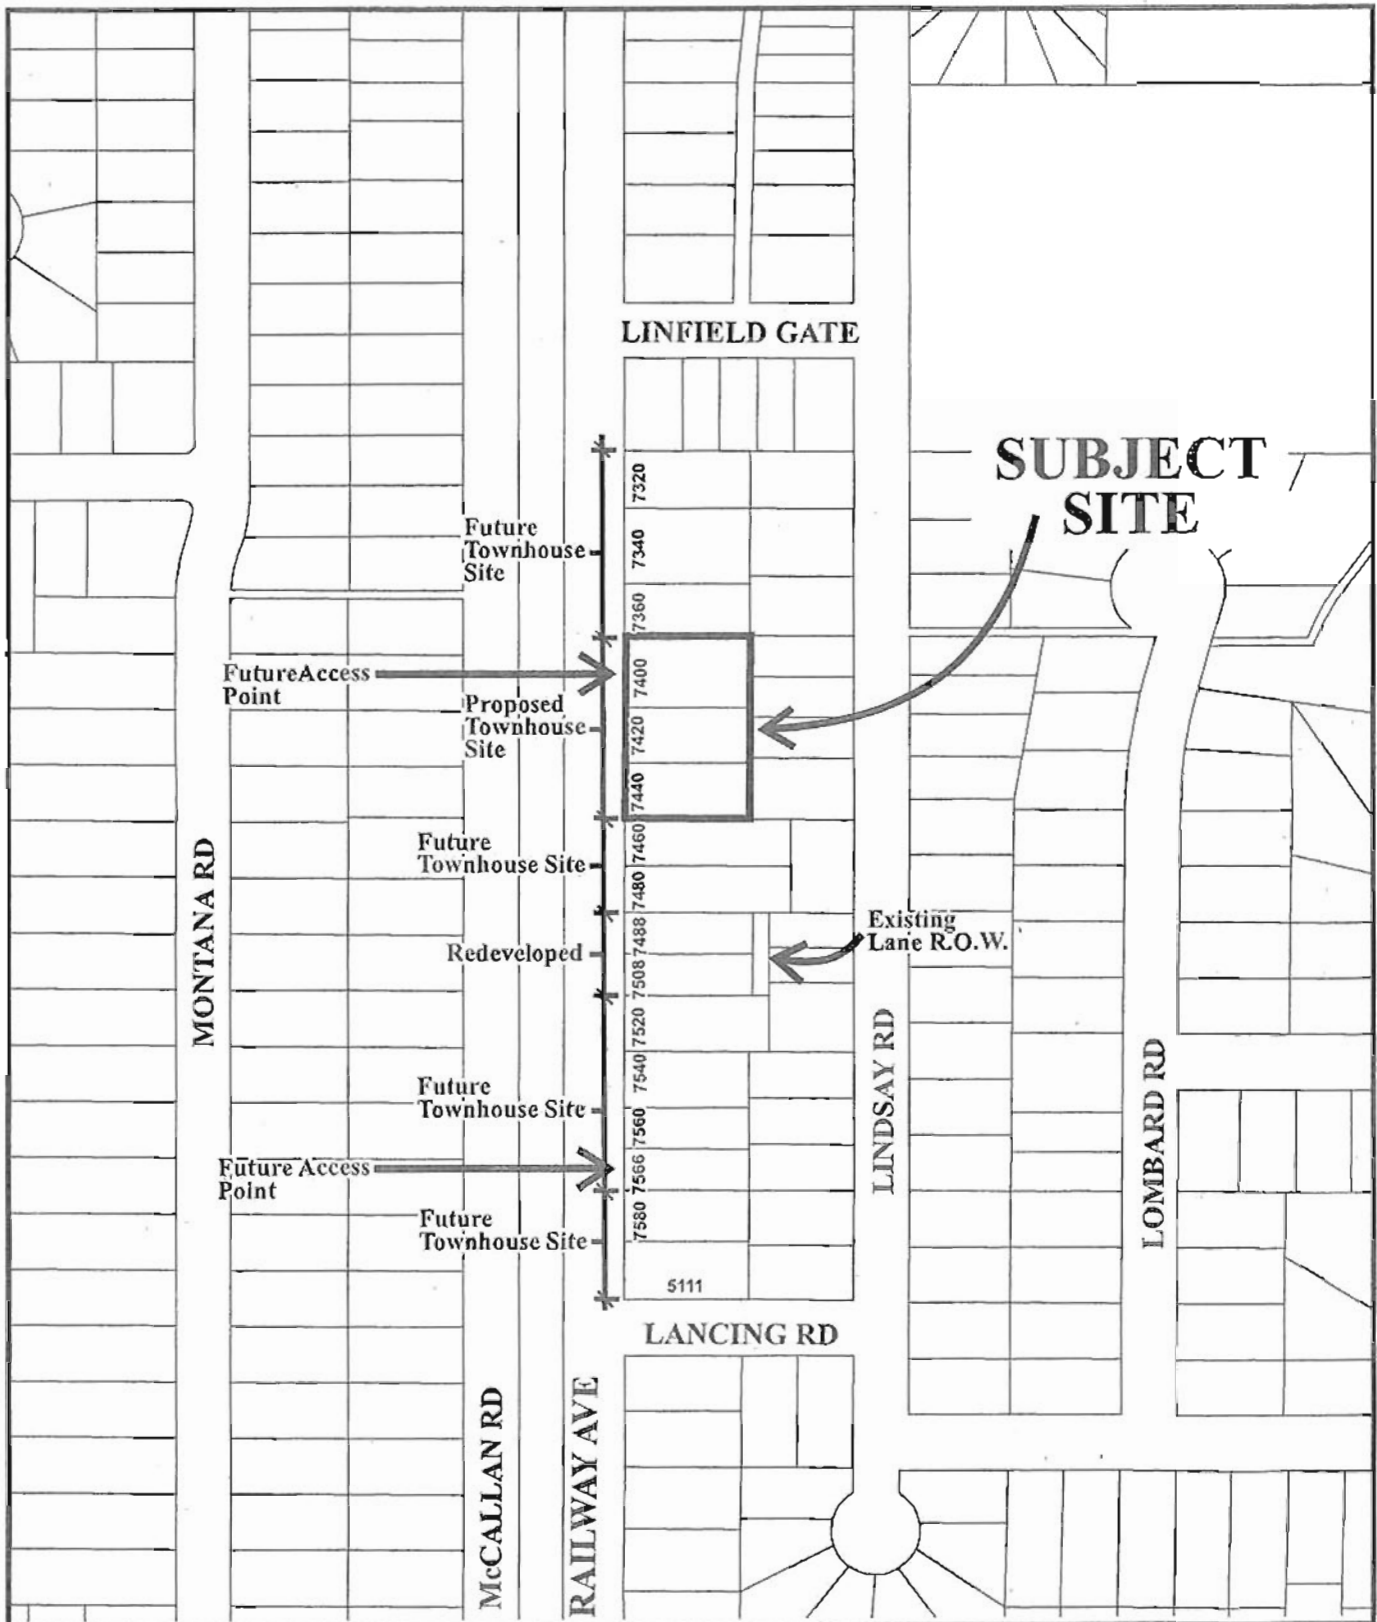 LINFIELD GATE
SUBJECT
SITE
7320
Future
Townhouse
Site
7340
7360
FutureAccess
Point
7400
Proposed
Townhouse
Site
7420
7440
Future
Townhouse Site
7460
7480
Existing
Lane R.O.W.
Redeveloped
7488
7508
MONTANA RD
7520
7540
LINDSAY RD
LOMBARD RD
Future
Townhouse Site
7560
Future Access
Point
7566
Future
Townhouse Site
7580
5111
LANCING RD
McCALLAN RD
RAILWAY AVE